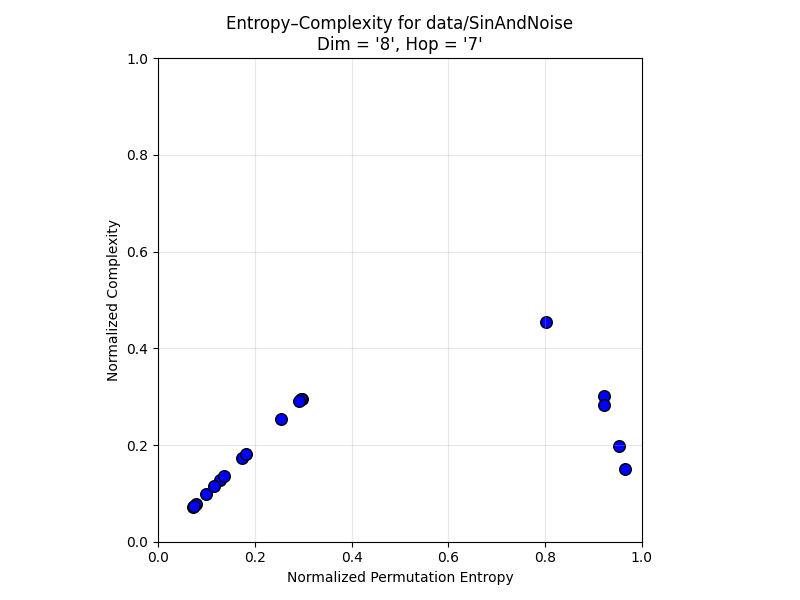 Entropy–Complexity for data/SinAndNoise
Dim = '8', Hop = '7'
1.0
0.8
0.6
0.4
0.2
0.0
Normalized Complexity
0.0 0.2 0.4 0.6 0.8 1.0
Normalized Permutation Entropy